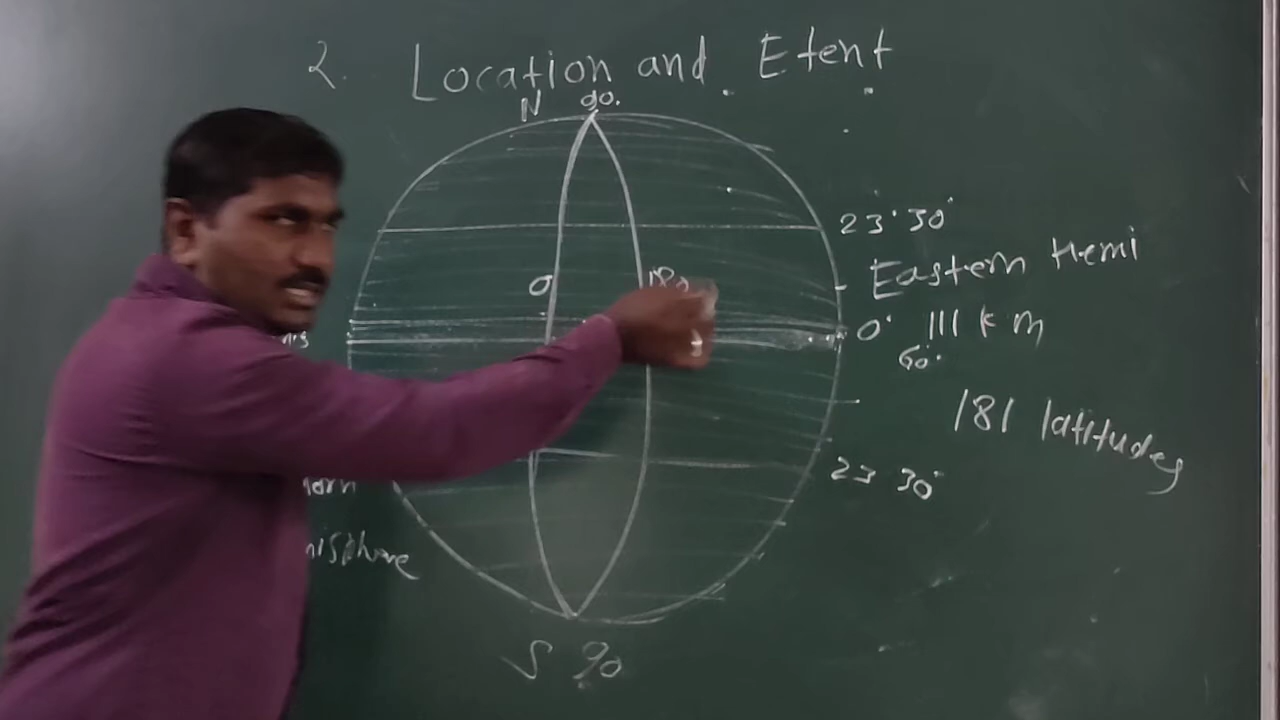 2. Location and Etent
N 90.
23° 30°
Eastern Hemi
0 180
0° 111 km
60°
181 latitudes
23 30°
S 90